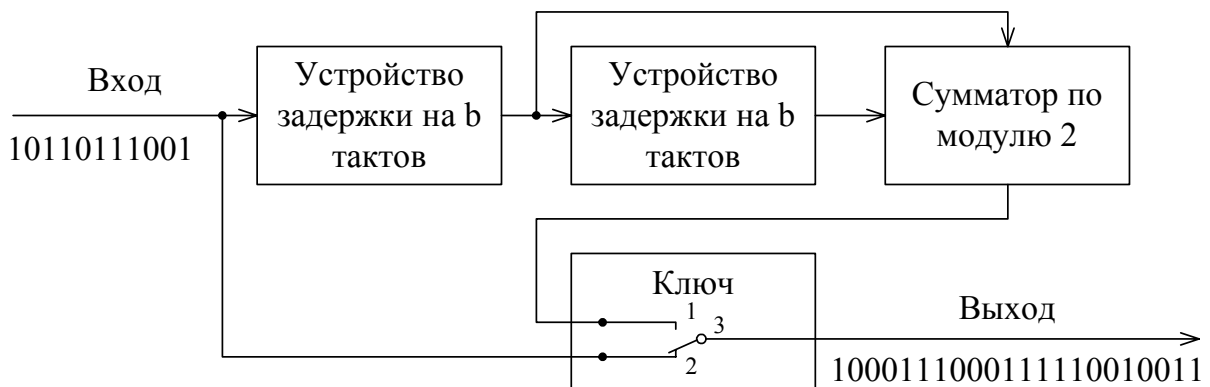 Вход
10110111001
Устройство
задержки на b
тактов
Устройство
задержки на b
тактов
Сумматор по
модулю 2
Ключ
1
3
2
Выход
1000111000111110010011